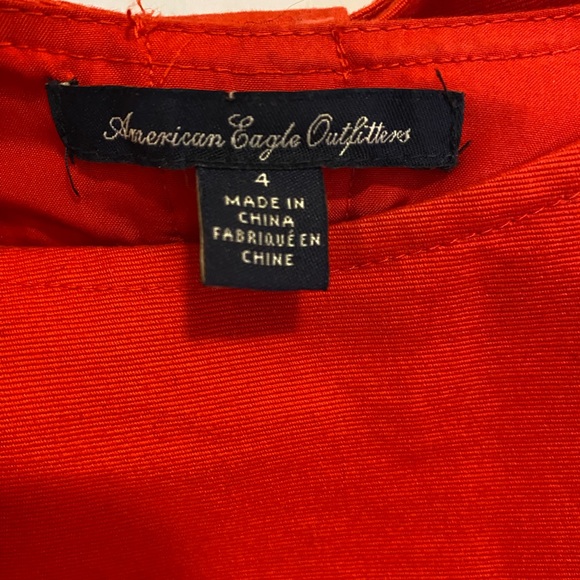 American Eagle Outfitters
4
MADE IN
CHINA
FABRIQUÉ EN
CHINE